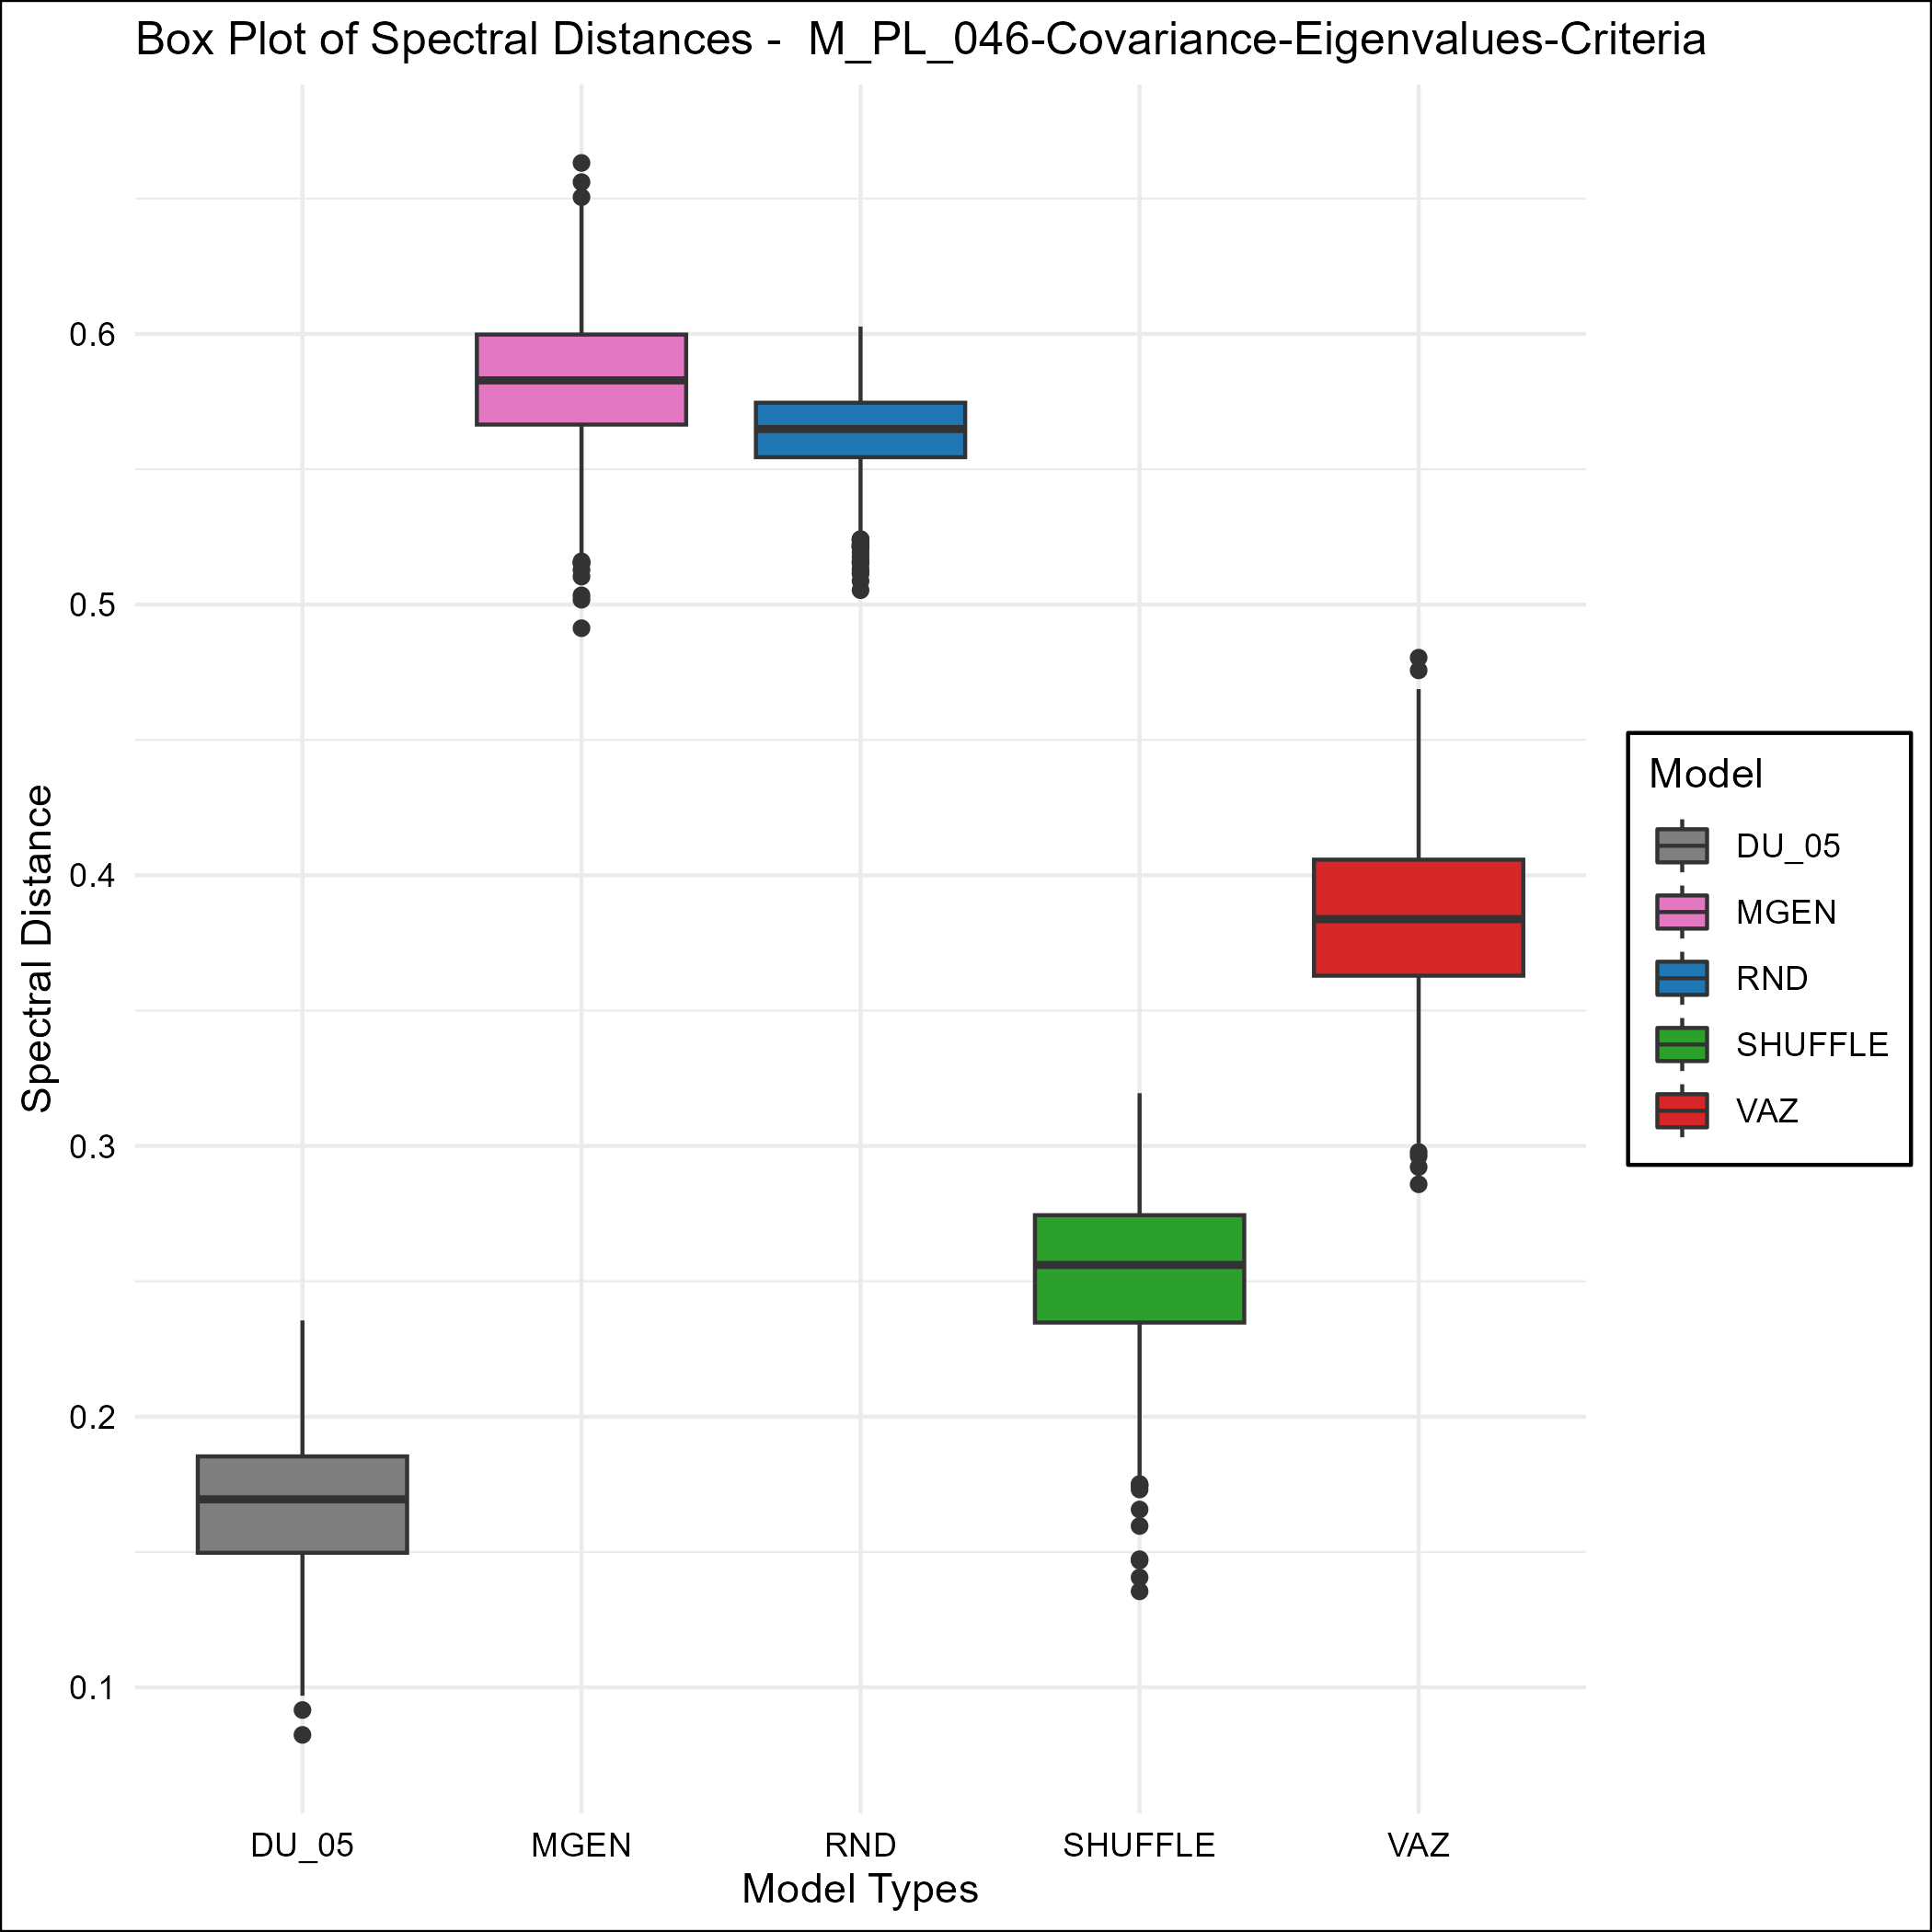 Box Plot of Spectral Distances -  M_PL_046-Covariance-Eigenvalues-Criteria
Spectral Distance
0.6
0.5
0.4
0.3
0.2
0.1
DU_05
MGEN
RND
SHUFFLE
VAZ
Model Types
Model
DU_05
MGEN
RND
SHUFFLE
VAZ